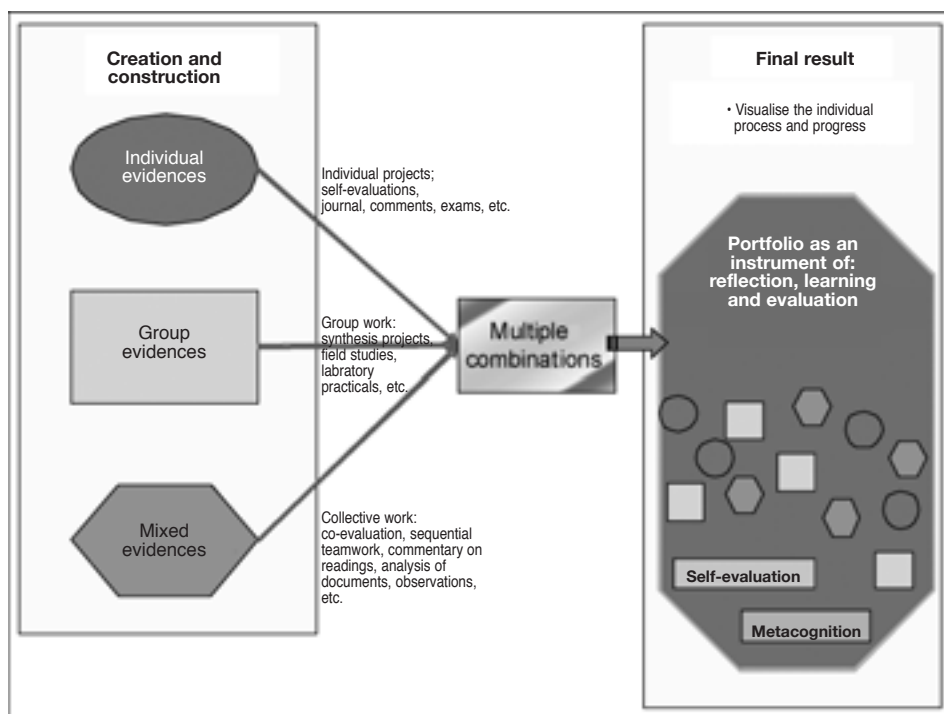 Creation and
construction
Individual
evidences
Individual projects;
self-evaluations,
journal, comments, exams, etc.
Group
evidences
Group work:
synthesis projects,
field studies,
labratory
practicals, etc.
Mixed
evidences
Collective work:
co-evaluation, sequential
teamwork, commentary on
readings, analysis of
documents, observations,
etc.
Multiple
combinations
Final result
• Visualise the individual
process and progress
Portfolio as an
instrument of:
reflection, learning
and evaluation
Self-evaluation
Metacognition